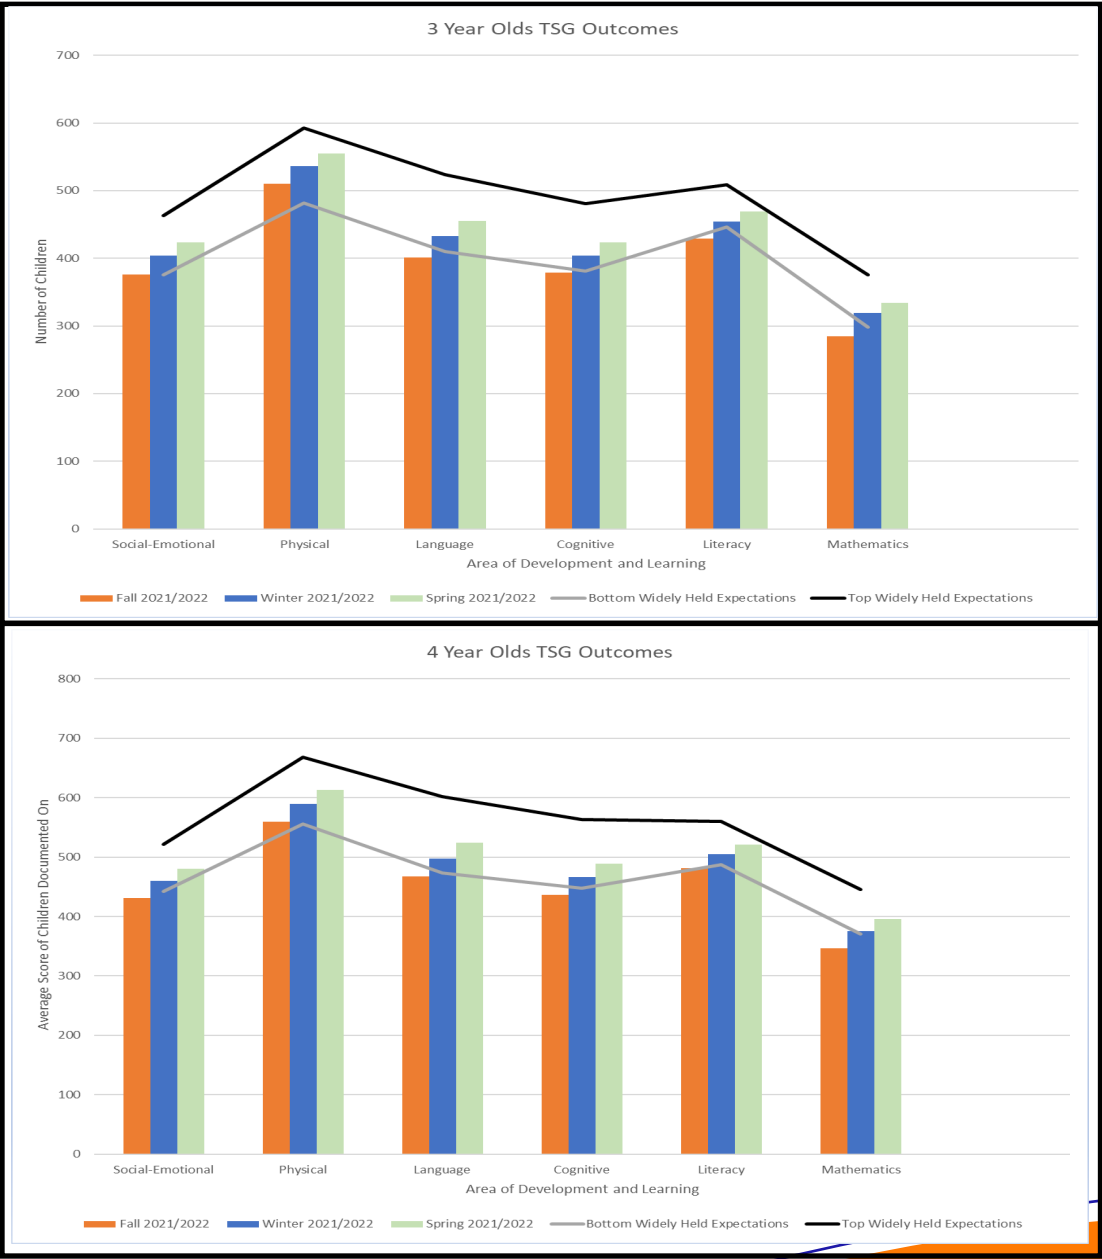 3 Year Olds TSG Outcomes
700
600
500
400
300
200
100
0
Number of Children
Social-Emotional Physical Language Cognitive Literacy Mathematics
Area of Development and Learning
Fall 2021/2022 Winter 2021/2022 Spring 2021/2022 Bottom Widely Held Expectations Top Widely Held Expectations
4 Year Olds TSG Outcomes
800
700
600
500
400
300
200
100
0
Average Score of Children Documented On
Social-Emotional Physical Language Cognitive Literacy Mathematics
Area of Development and Learning
Fall 2021/2022 Winter 2021/2022 Spring 2021/2022 Bottom Widely Held Expectations Top Widely Held Expectations